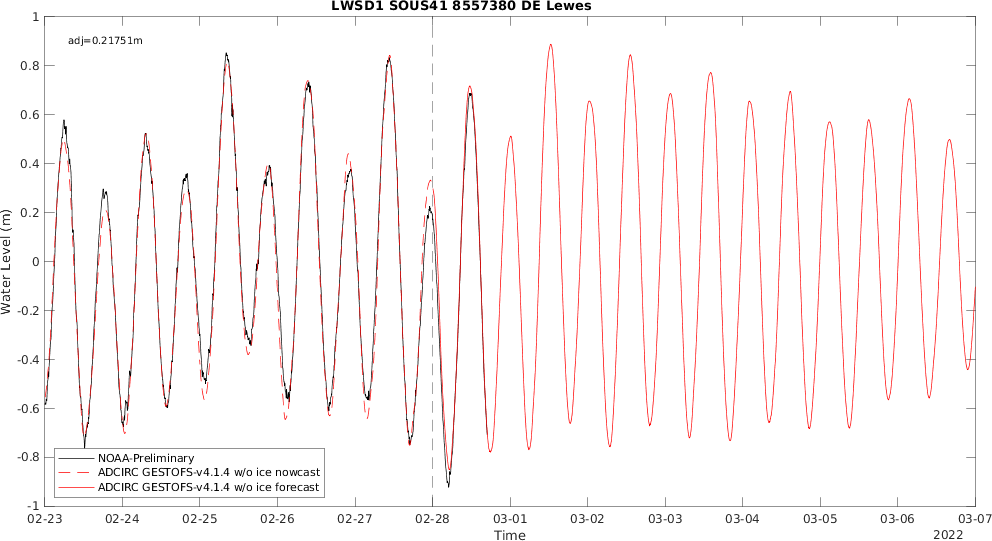 LWSD1 SOUS41 8557380 DE Lewes
adj=0.21751m
Water Level (m)
1
0.8
0.6
0.4
0.2
0
-0.2
-0.4
-0.6
-0.8
-1
NOAA-Preliminary
ADCIRC GESTOFS-v4.1.4 w/o ice nowcast
ADCIRC GESTOFS-v4.1.4 w/o ice forecast
02-23 02-24 02-25 02-26 02-27 02-28 03-01 03-02 03-03 03-04 03-05 03-06 03-07
Time
2022